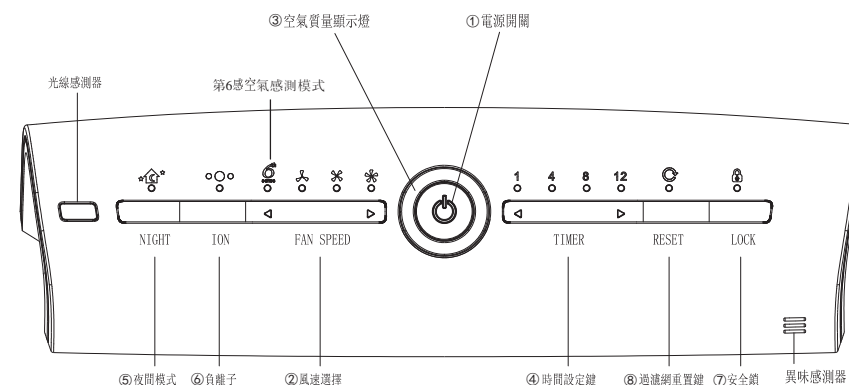 ③空氣質量顯示燈
①電源開關
光線感測器
第6感空氣感測模式
1 4 8 12
NIGHT ION FAN SPEED TIMER RESET LOCK
⑤夜間模式 ⑥負離子 ②風速選擇 ④時間設定鍵 ⑧過濾網重置鍵 ⑦安全鎖 異味感測器